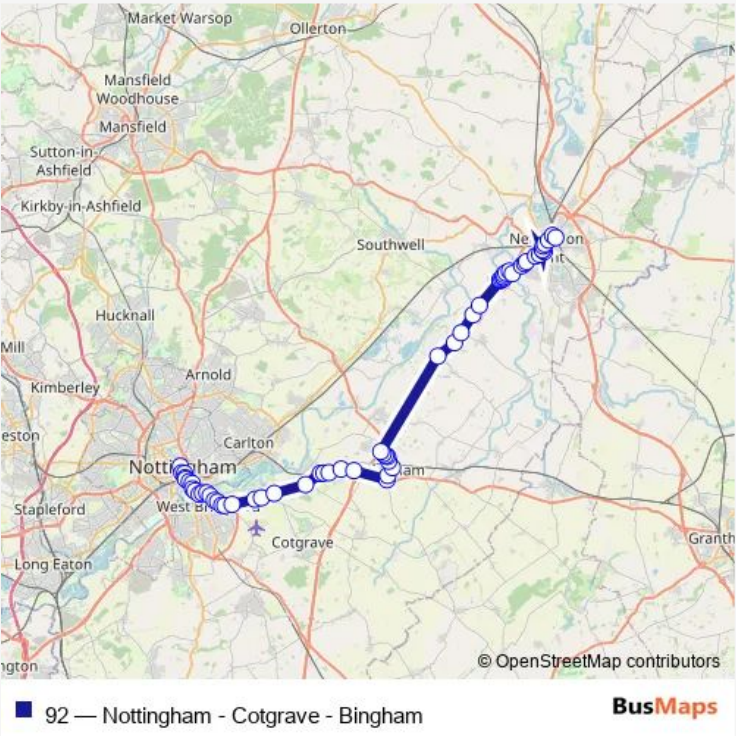 Market Warsop
Ollerton
Mansfield
Woodhouse
Mansfield
Sutton-in-
Ashfield
Kirkby-in-Ashfield
Southwell
Hucknall
Mill
Arnold
Kimberley
eston
Carlton
Nottingham
ham
Stapleford
West
Cotgrave
Granth
Long Eaton
ngton
© OpenStreetMap contributors
92 — Nottingham - Cotgrave - Bingham
BusMaps